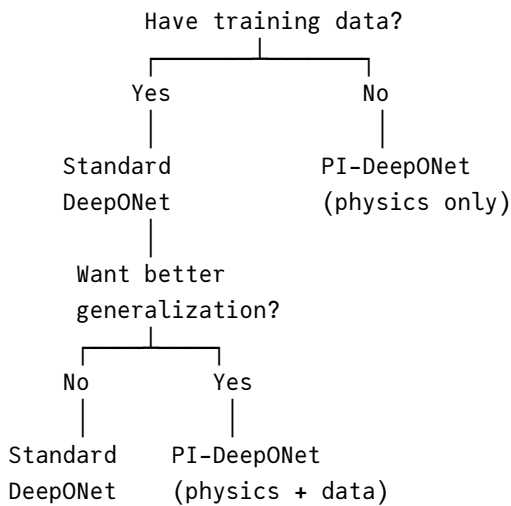 Have training data?
Yes No
Standard PI-DeepONet
DeepONet (physics only)
Want better
generalization?
No Yes
Standard PI-DeepONet
DeepONet (physics + data)